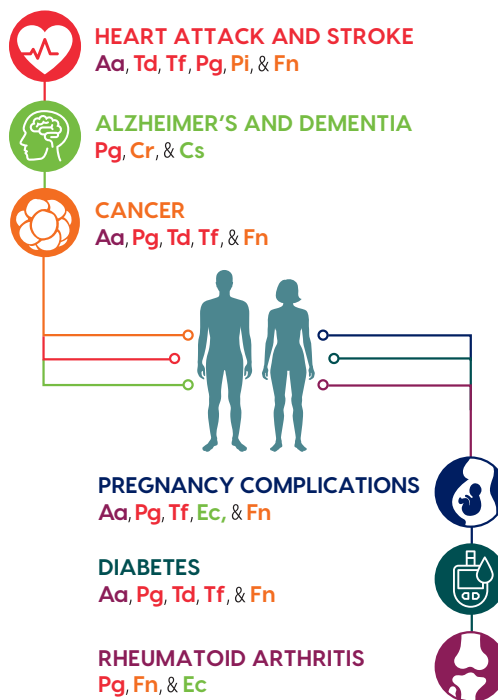 HEART ATTACK AND STROKE
Aa, Td, Tf, Pg, Pi, & Fn
ALZHEIMER'S AND DEMENTIA
Pg, Cr, & Cs
CANCER
Aa, Pg, Td, Tf, & Fn
PREGNANCY COMPLICATIONS
Aa, Pg, Tf, Ec, & Fn
DIABETES
Aa, Pg, Td, Tf, & Fn
RHEUMATOID ARTHRITIS
Pg, Fn, & Ec